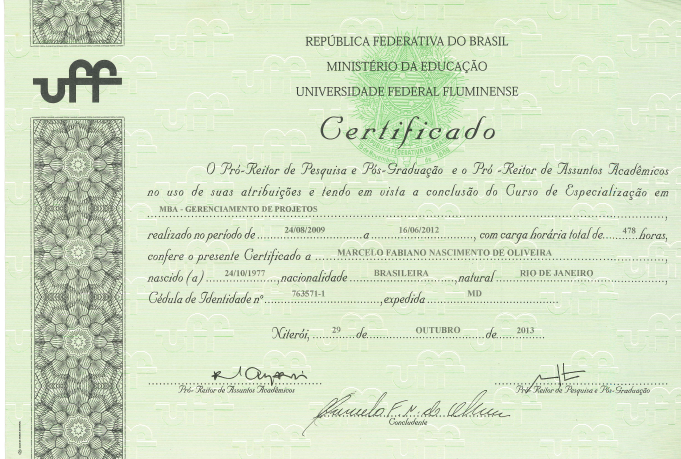 REPÚBLICA FEDERATIVA DO BRASIL
MINISTÉRIO DA EDUCAÇÃO
UNIVERSIDADE FEDERAL FLUMINENSE
uff
Certificado
O Pró-Reitor de Pesquisa e Pós-Graduação e o Pró -Reitor de Assuntos Acadêmicos
no uso de suas atribuições e tendo em vista a conclusão do Curso de Especialização em
MBA - GERENCIAMENTO DE PROJETOS
realizado no período de 24/08/2009 a 16/06/2012, com carga horária total de 478 horas,
confere o presente Certificado a MARCELO FABIANO NASCIMENTO DE OLIVEIRA
nascido (a) 24/10/1977, nacionalidade BRASILEIRA, natural RIO DE JANEIRO
Cédula de Identidade nº 763571-1, expedida MD
Niterói, 29 de OUTUBRO de 2013
Pró- Reitor de Assuntos Acadêmicos
Pró- Reitor de Pesquisa e Pós-Graduação
Concludente